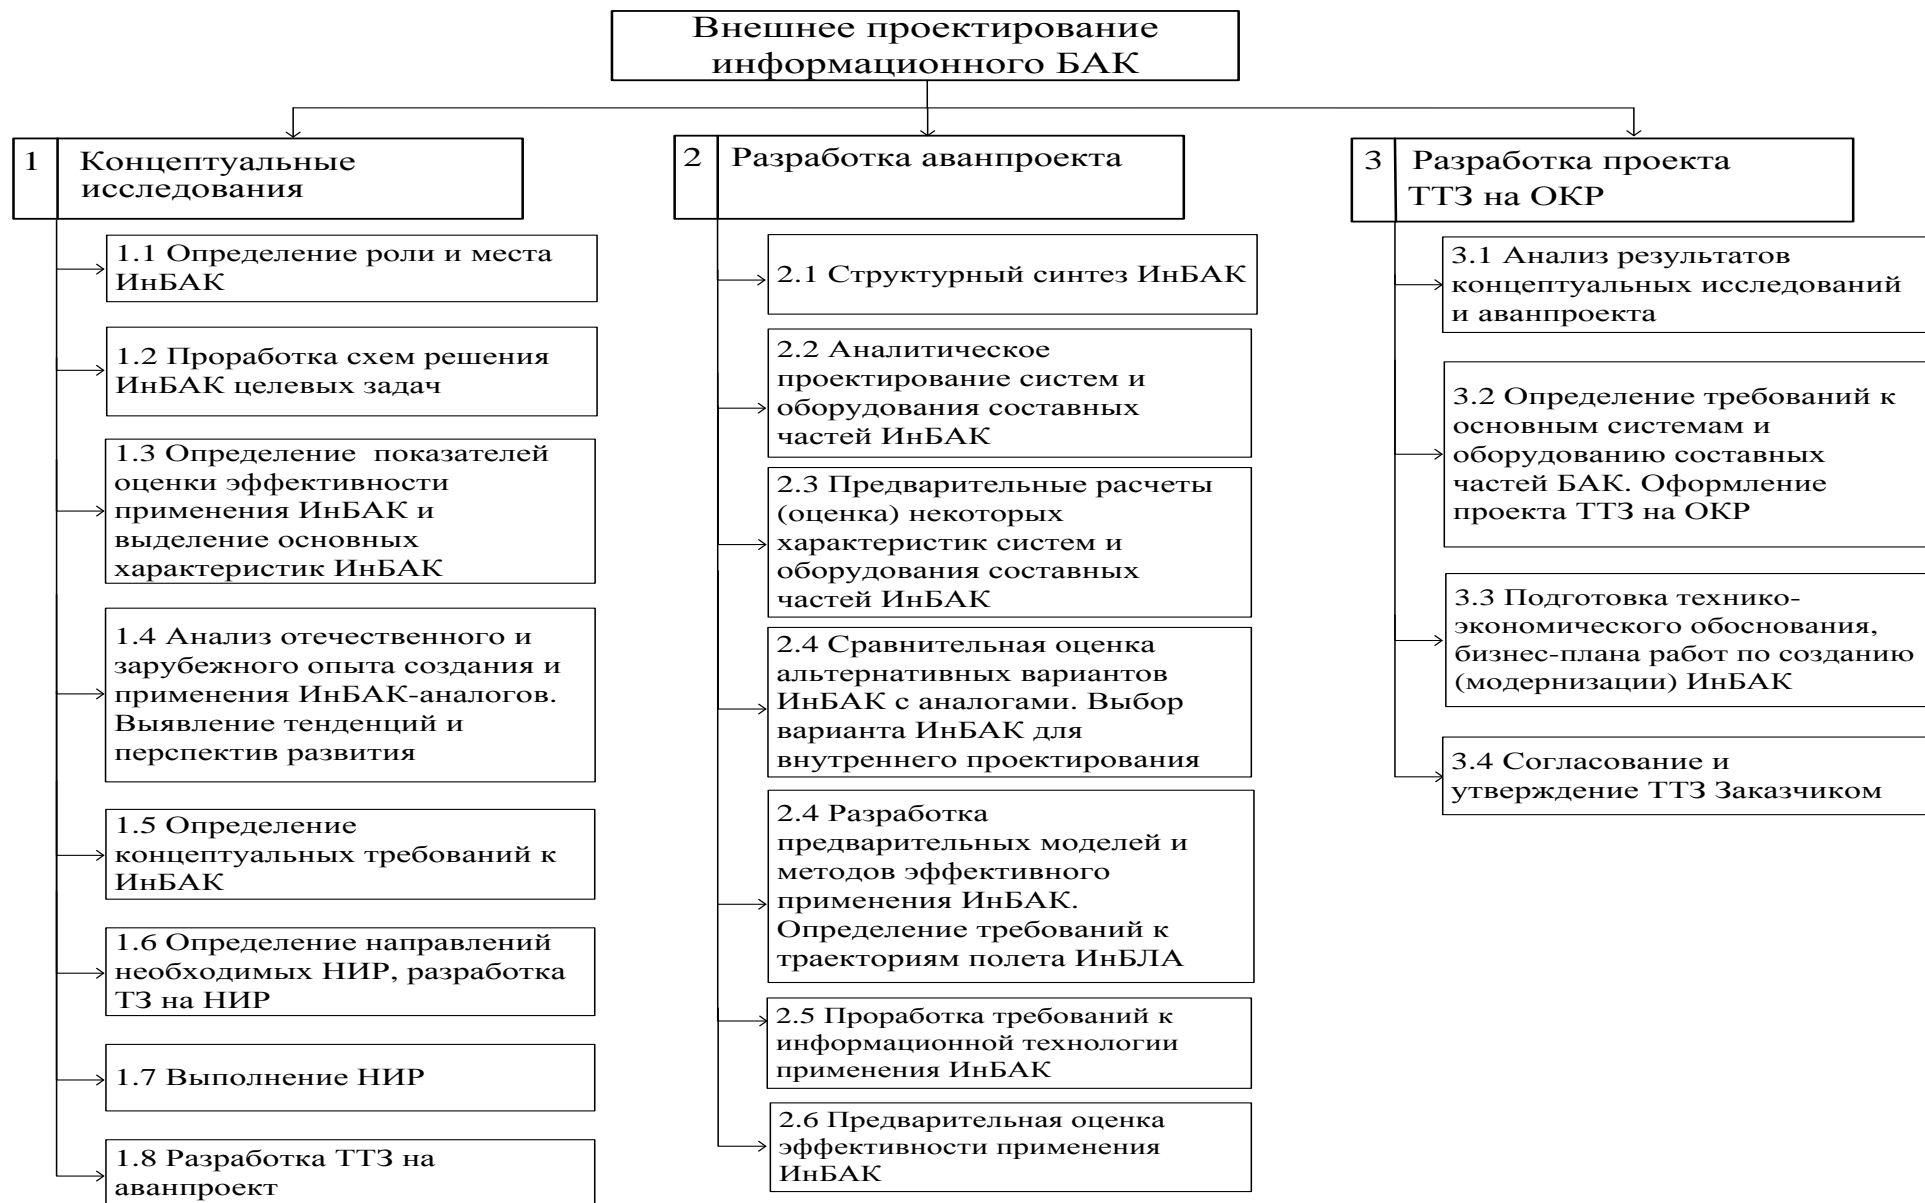 Внешнее проектирование
информационного БАК
1 Концептуальные
исследования
1.1 Определение роли и места
ИнБАК
1.2 Проработка схем решения
ИнБАК целевых задач
1.3 Определение показателей
оценки эффективности
применения ИнБАК и
выделение основных
характеристик ИнБАК
1.4 Анализ отечественного и
зарубежного опыта создания и
применения ИнБАК-аналогов.
Выявление тенденций и
перспектив развития
1.5 Определение
концептуальных требований к
ИнБАК
1.6 Определение направлений
необходимых НИР, разработка
ТЗ на НИР
1.7 Выполнение НИР
1.8 Разработка ТТЗ на
аванпроект
2 Разработка аванпроекта
2.1 Структурный синтез ИнБАК
2.2 Аналитическое
проектирование систем и
оборудования составных
частей ИнБАК
2.3 Предварительные расчеты
(оценка) некоторых
характеристик систем и
оборудования составных
частей ИнБАК
2.4 Сравнительная оценка
альтернативных вариантов
ИнБАК с аналогами. Выбор
варианта ИнБАК для
внутреннего проектирования
2.4 Разработка
предварительных моделей и
методов эффективного
применения ИнБАК.
Определение требований к
траекториям полета ИнБЛА
2.5 Проработка требований к
информационной технологии
применения ИнБАК
2.6 Предварительная оценка
эффективности применения
ИнБАК
3 Разработка проекта
ТТЗ на ОКР
3.1 Анализ результатов
концептуальных исследований
и аванпроекта
3.2 Определение требований к
основным системам и
оборудованию составных
частей БАК. Оформление
проекта ТТЗ на ОКР
3.3 Подготовка технико-
экономического обоснования,
бизнес-плана работ по созданию
(модернизации) ИнБАК
3.4 Согласование и
утверждение ТТЗ Заказчиком